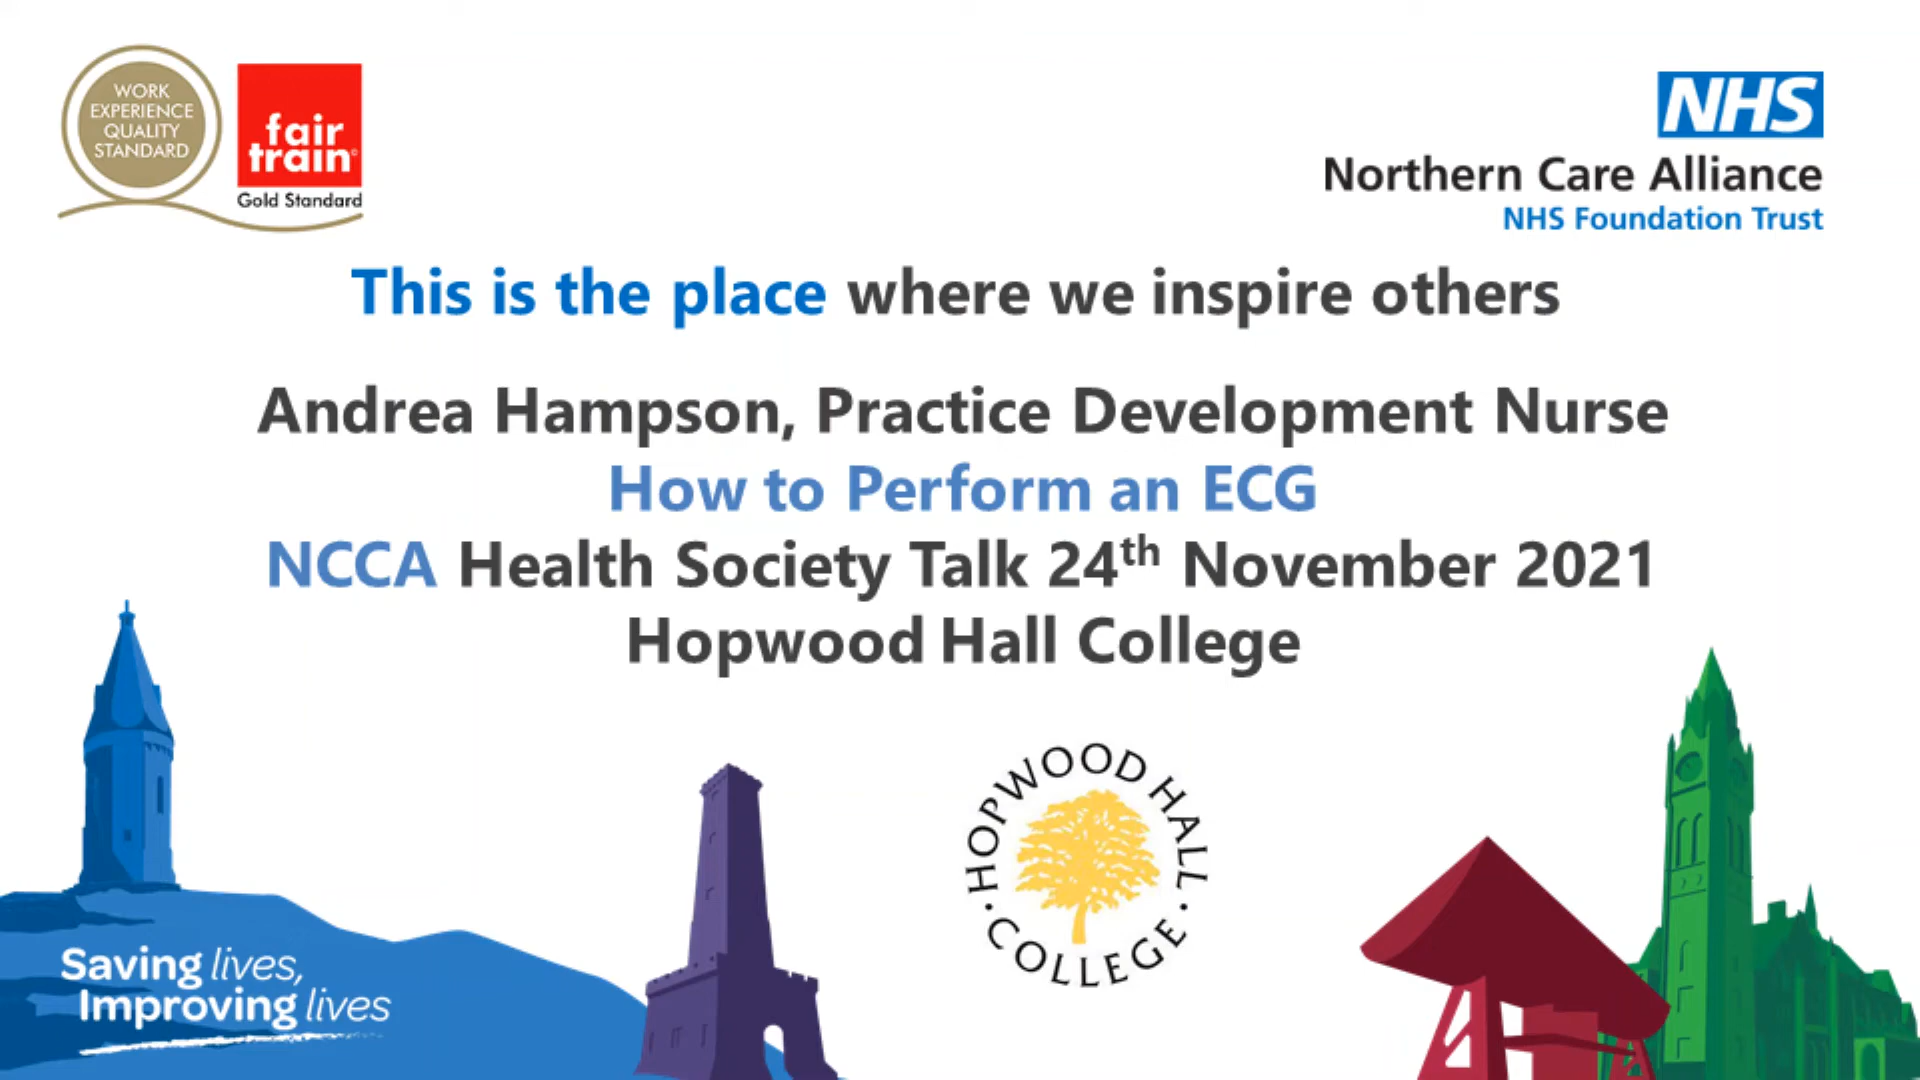 WORK
EXPERIENCE
QUALITY
STANDARD
fair
train®
Gold Standard
NHS
Northern Care Alliance
NHS Foundation Trust
This is the place where we inspire others
Andrea Hampson, Practice Development Nurse
How to Perform an ECG
NCCA Health Society Talk 24th November 2021
Hopwood Hall College
HOPWOOD HALL
· COLLEGE ·
Saving lives,
Improving lives